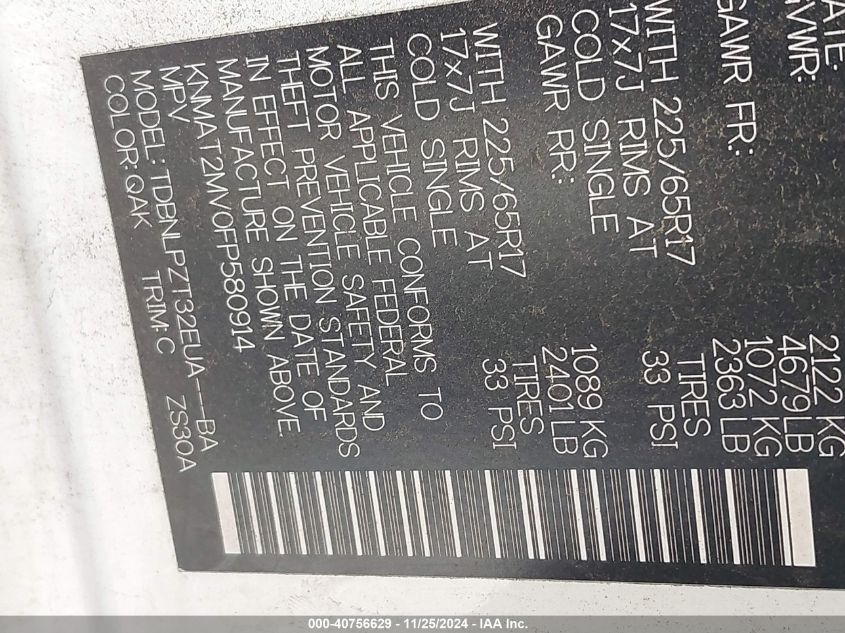 ATE:
GVWR: 2122 KG
4679LB
GAWR FR: 1072 KG
2363 LB
WITH 225/65R17 TIRES
17x7J RIMS AT 33 PSI
COLD SINGLE
GAWR RR: 1089 KG
2401 LB
WITH 225/65R17 TIRES
17x7J RIMS AT 33 PSI
COLD SINGLE
THIS VEHICLE CONFORMS TO
ALL APPLICABLE FEDERAL
MOTOR VEHICLE SAFETY AND
THEFT PREVENTION STANDARDS
IN EFFECT ON THE DATE OF
MANUFACTURE SHOWN ABOVE.
KNMAT2MV0FP580914
MPV
MODEL: TDBNLPZT32EUA----BA
COLOR: QAK TRIM: C ZS30A
000-40756629 - 11/25/2024 - IAA Inc.